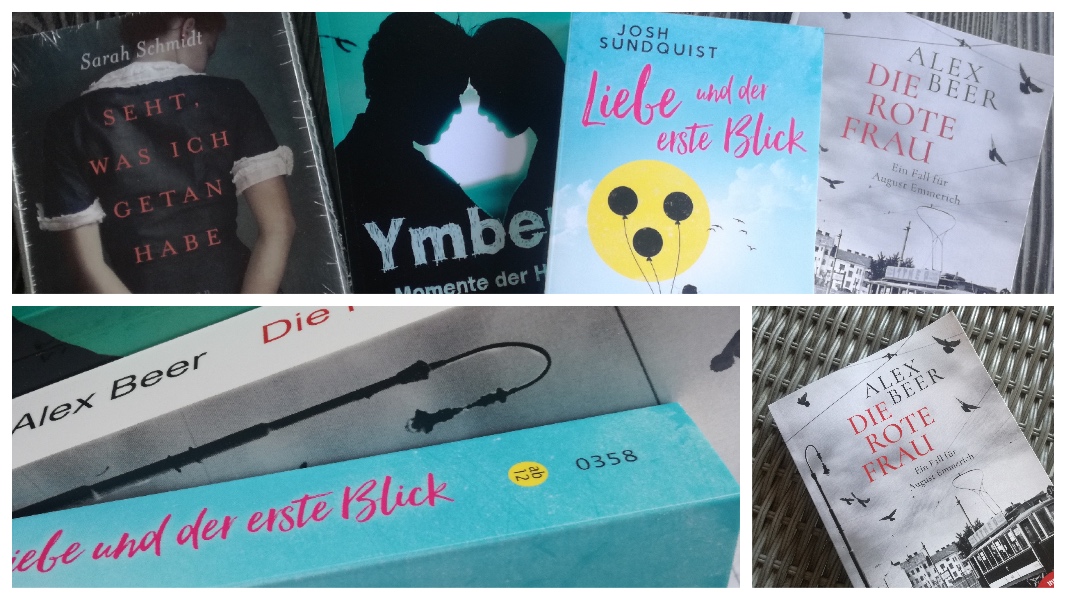 Sarah Schmidt
SEHT,
WAS ICH
GETAN
HABE
Ymbe
Momente der H
JOSH
SUNDQUIST
Liebe und der
erste Blick
ALEX
BEER
DIE
ROTE
FRAU
Ein Fall für
August Emmerich
Alex Beer Die
iebe und der erste Blick
ab
12
0358
ALEX
BEER
DIE
ROTE
FRAU
Ein Fall für
August Emmerich